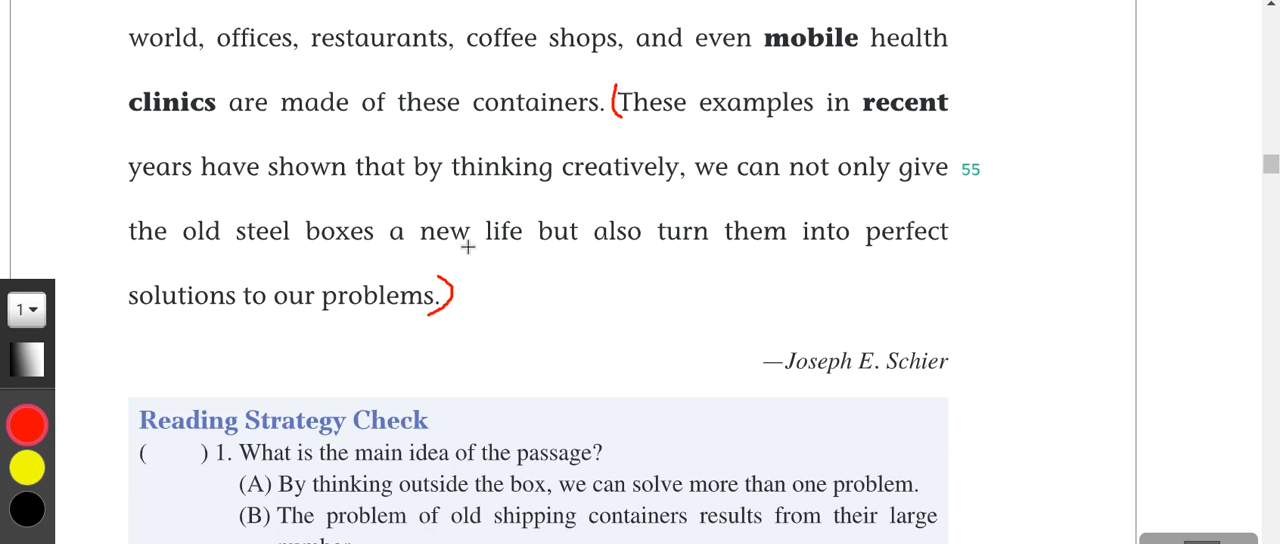 world, offices, restaurants, coffee shops, and even mobile health
clinics are made of these containers. (These examples in recent
years have shown that by thinking creatively, we can not only give 55
the old steel boxes a new life but also turn them into perfect
solutions to our problems.)
—Joseph E. Schier
1
Reading Strategy Check
( ) 1. What is the main idea of the passage?
(A) By thinking outside the box, we can solve more than one problem.
(B) The problem of old shipping containers results from their large